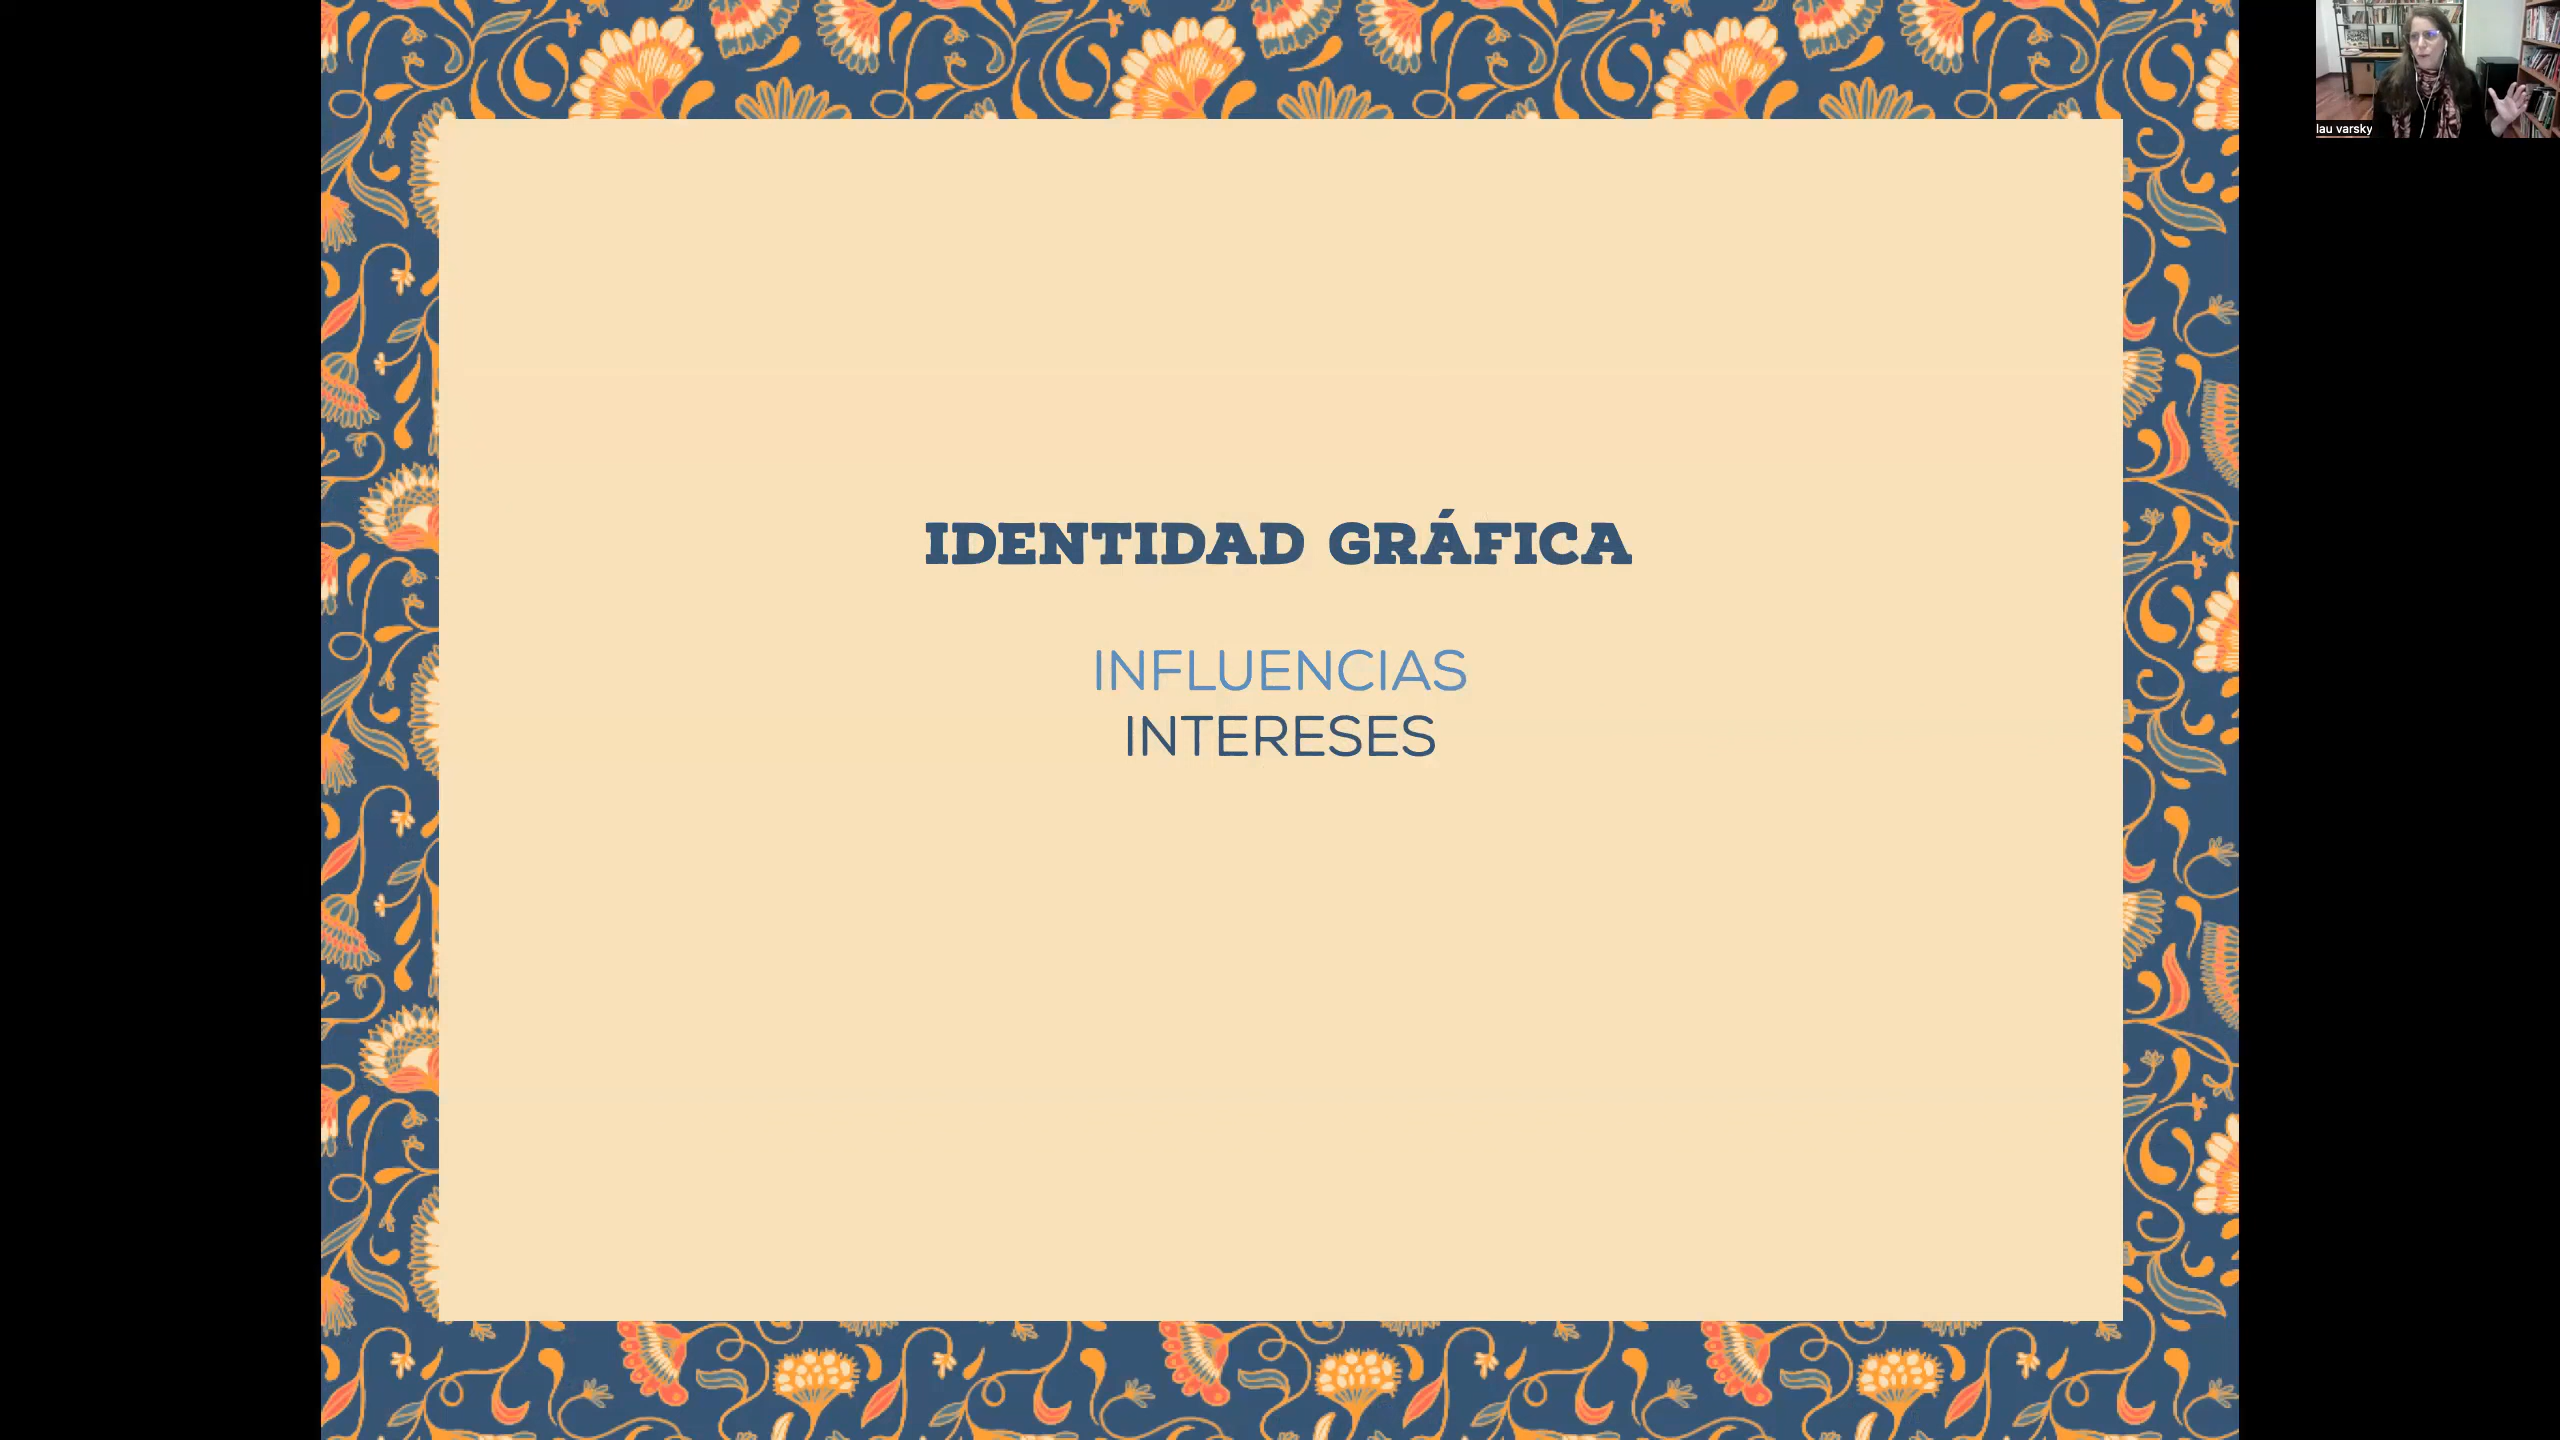 IDENTIDAD GRÁFICA
INFLUENCIAS
INTERESES
lau varsky